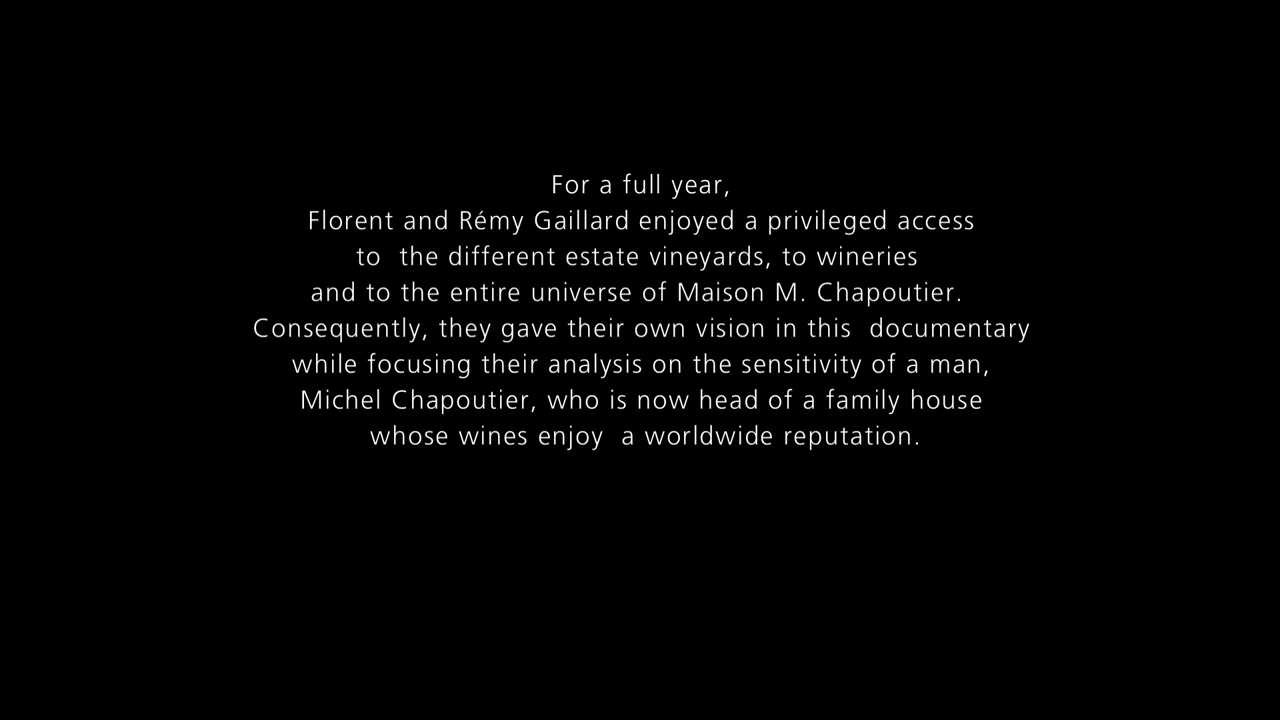 For a full year,
Florent and Rémy Gaillard enjoyed a privileged access
to  the different estate vineyards, to wineries
and to the entire universe of Maison M. Chapoutier.
Consequently, they gave their own vision in this  documentary
while focusing their analysis on the sensitivity of a man,
Michel Chapoutier, who is now head of a family house
whose wines enjoy  a worldwide reputation.